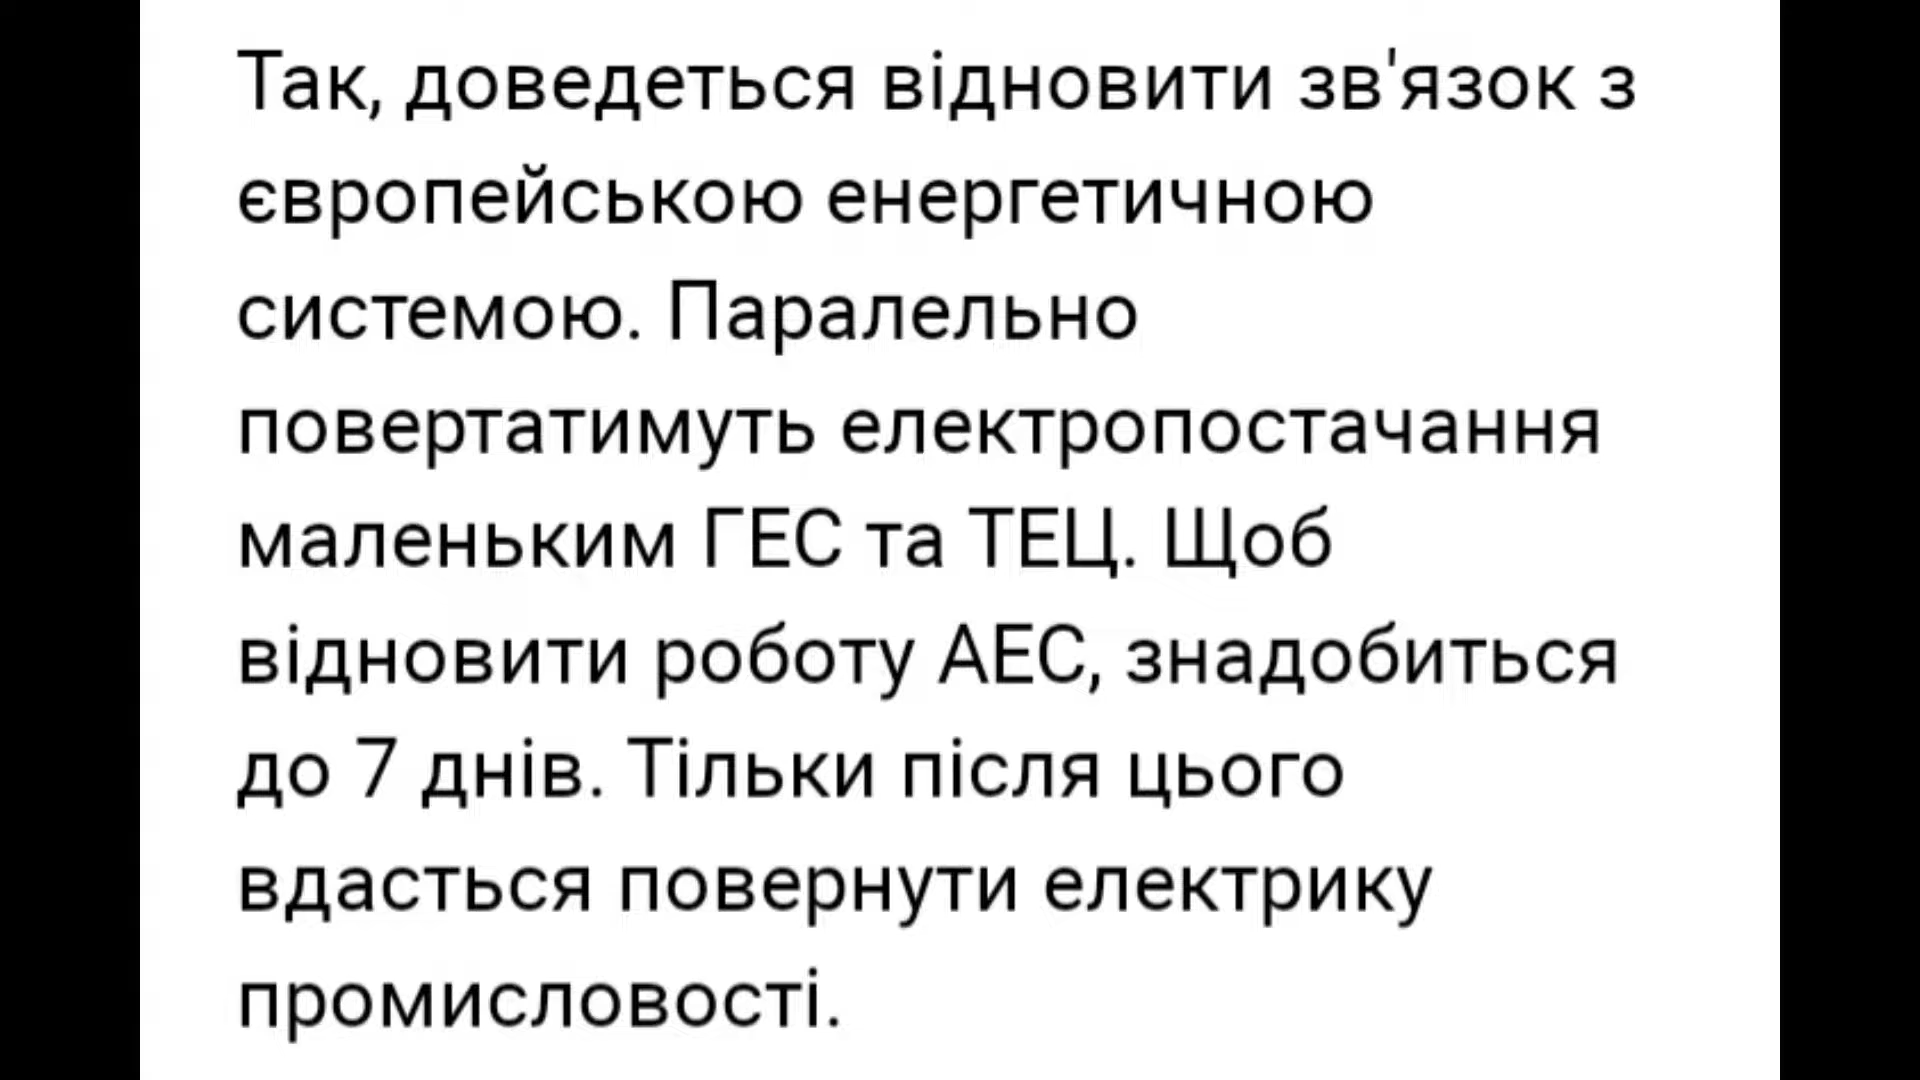 Так, доведеться відновити зв'язок з
європейською енергетичною
системою. Паралельно
повертатимуть електропостачання
маленьким ГЕС та ТЕЦ. Щоб
відновити роботу АЕС, знадобиться
до 7 днів. Тільки після цього
вдасться повернути електрику
промисловості.